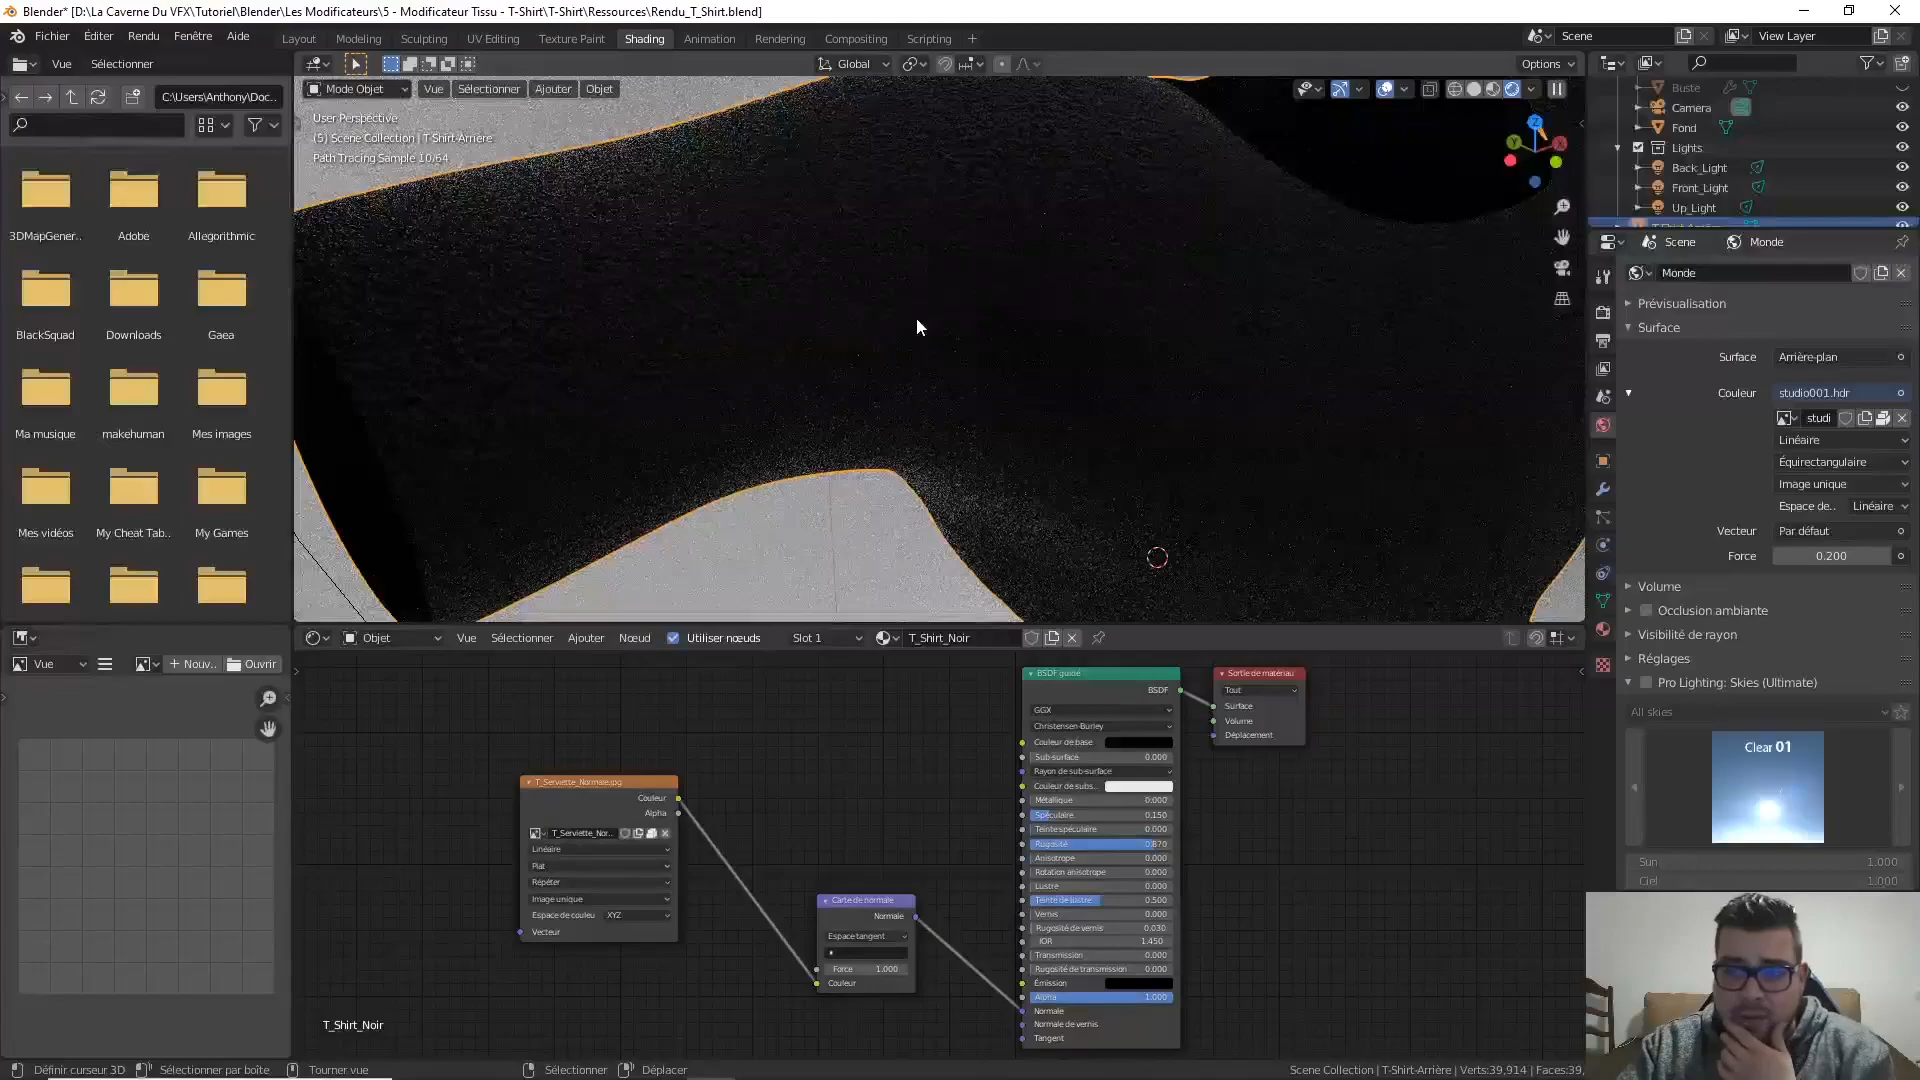 Blender* [D:\La Caverne Du VFX\Tutoriel\Blender\Les Modificateurs\5 - Modificateur Tissu - T-Shirt\T-Shirt\Ressources\Rendu_T_Shirt.blend]
Fichier Éditer Rendu Fenêtre Aide
Layout Modeling Sculpting UV Editing Texture Paint Shading Animation Rendering Compositing Scripting +
Scene View Layer
Vue Sélectionner
Global
Options
C:\Users\Anthony\Doc..
Mode Objet Vue Sélectionner Ajouter Objet
User Perspective
(5) Scene Collection | T-Shirt-Arrière
Path Tracing Sample 10/64
3DMapGener.. Adobe Allegorithmic
BlackSquad Downloads Gaea
Ma musique makehuman Mes images
Mes vidéos My Cheat Tab.. My Games
Z
Y
X
Buste
Camera
Fond
Lights
Back_Light
Front_Light
Up_Light
Scene Monde
Monde
Prévisualisation
Surface
Surface Arrière-plan
Couleur studio001.hdr
studi
Linéaire
Équirectangulaire
Image unique
Espace de.. Linéaire
Vecteur Par défaut
Force 0.200
Volume
Occlusion ambiante
Visibilité de rayon
Réglages
Pro Lighting: Skies (Ultimate)
All skies
Clear 01
Sun 1.000
Ciel 1.000
Vue + Nouv.. Ouvrir
Objet Vue Sélectionner Ajouter Nœud Utiliser nœuds Slot 1 T_Shirt_Noir
T_Serviette_Normale.jpg
Couleur
Alpha
T_Serviette_Nor...
Linéaire
Plat
Répéter
Image unique
Espace de couleu XYZ
Vecteur
Carte de normale
Normale
Espace tangent
Force 1.000
Couleur
BSDF guidé
BSDF
GGX
Christensen-Burley
Couleur de base
Sub-surface 0.000
Rayon de sub-surface
Couleur de subs..
Métallique 0.000
Spéculaire 0.150
Teinte spéculaire 0.000
Rugosité 0.870
Anisotrope 0.000
Rotation anisotrope 0.000
Lustre 0.000
Teinte de lustre 0.500
Vernis 0.000
Rugosité de vernis 0.030
IOR 1.450
Transmission 0.000
Rugosité de transmission 0.000
Émission
Alpha 1.000
Normale
Normale de vernis
Tangent
Sortie de matériau
Tout
Surface
Volume
Déplacement
T_Shirt_Noir
Définir curseur 3D Sélectionner par boîte Tourner vue Sélectionner Déplacer
Scene Collection | T-Shirt-Arrière | Verts:39,914 | Faces:39,